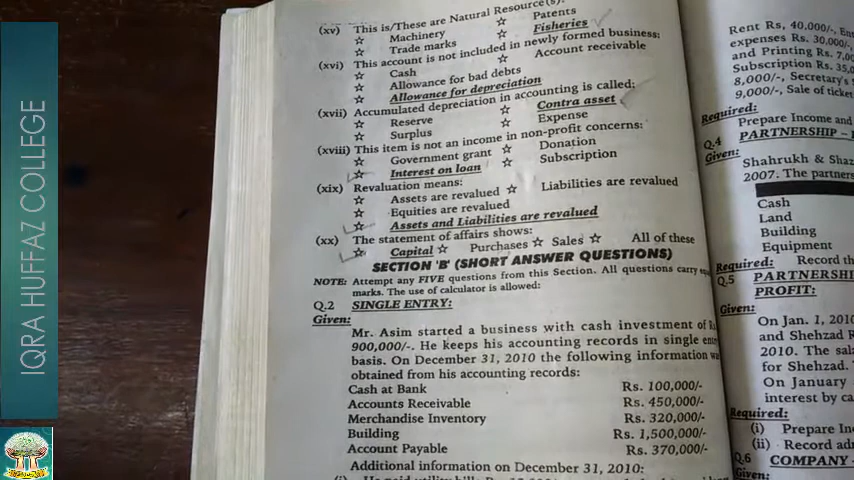 IQRA HUFFAZ COLLEGE
(xv) This is/These are Natural Resource(s):
☆ Machinery ☆ Patents
☆ Trade marks Fisheries
(xvi) This account is not included in newly formed business:
☆ Cash ☆ Account receivable
☆ Allowance for bad debts
☆ Allowance for depreciation
(xvii) Accumulated depreciation in accounting is called:
☆ Reserve ☆ Contra asset
☆ Surplus ☆ Expense
(xviii) This item is not an income in non-profit concerns:
☆ Government grant ☆ Donation
☆ Interest on loan ☆ Subscription
(xix) Revaluation means:
☆ Assets are revalued ☆ Liabilities are revalued
☆ Equities are revalued
☆ Assets and Liabilities are revalued
(xx) The statement of affairs shows:
☆ Capital ☆ Purchases ☆ Sales ☆ All of these
SECTION 'B' (SHORT ANSWER QUESTIONS)
NOTE: Attempt any FIVE questions from this Section. All questions carry
marks. The use of calculator is allowed:
Q.2 SINGLE ENTRY:
Given:
Mr. Asim started a business with cash investment of
900,000/-. He keeps his accounting records in single
basis. On December 31, 2010 the following information
obtained from his accounting records:
Cash at Bank Rs. 100,000/-
Accounts Receivable Rs. 450,000/-
Merchandise Inventory Rs. 320,000/-
Building Rs. 1,500,000/-
Account Payable Rs. 370,000/-
Additional information on December 31, 2010:
Rent Rs, 40,000/-,
expenses Rs. 30,000/-,
and Printing Rs.
Subscription Rs.
8,000/-, Secretary's
9,000/-, Sale of ticket
Required:
Prepare Income and
Q.4 PARTNERSHIP –
Given:
Shahrukh &
2007. The partners
Cash
Land
Building
Equipment
Required: Record
Q.5
PROFIT:
Given:
On Jan. 1,
and Shehzad
2010. The
for Shehzad.
On January
interest by
Required:
(i) Prepare
(ii) Record
Q.6 COMPANY
Given: